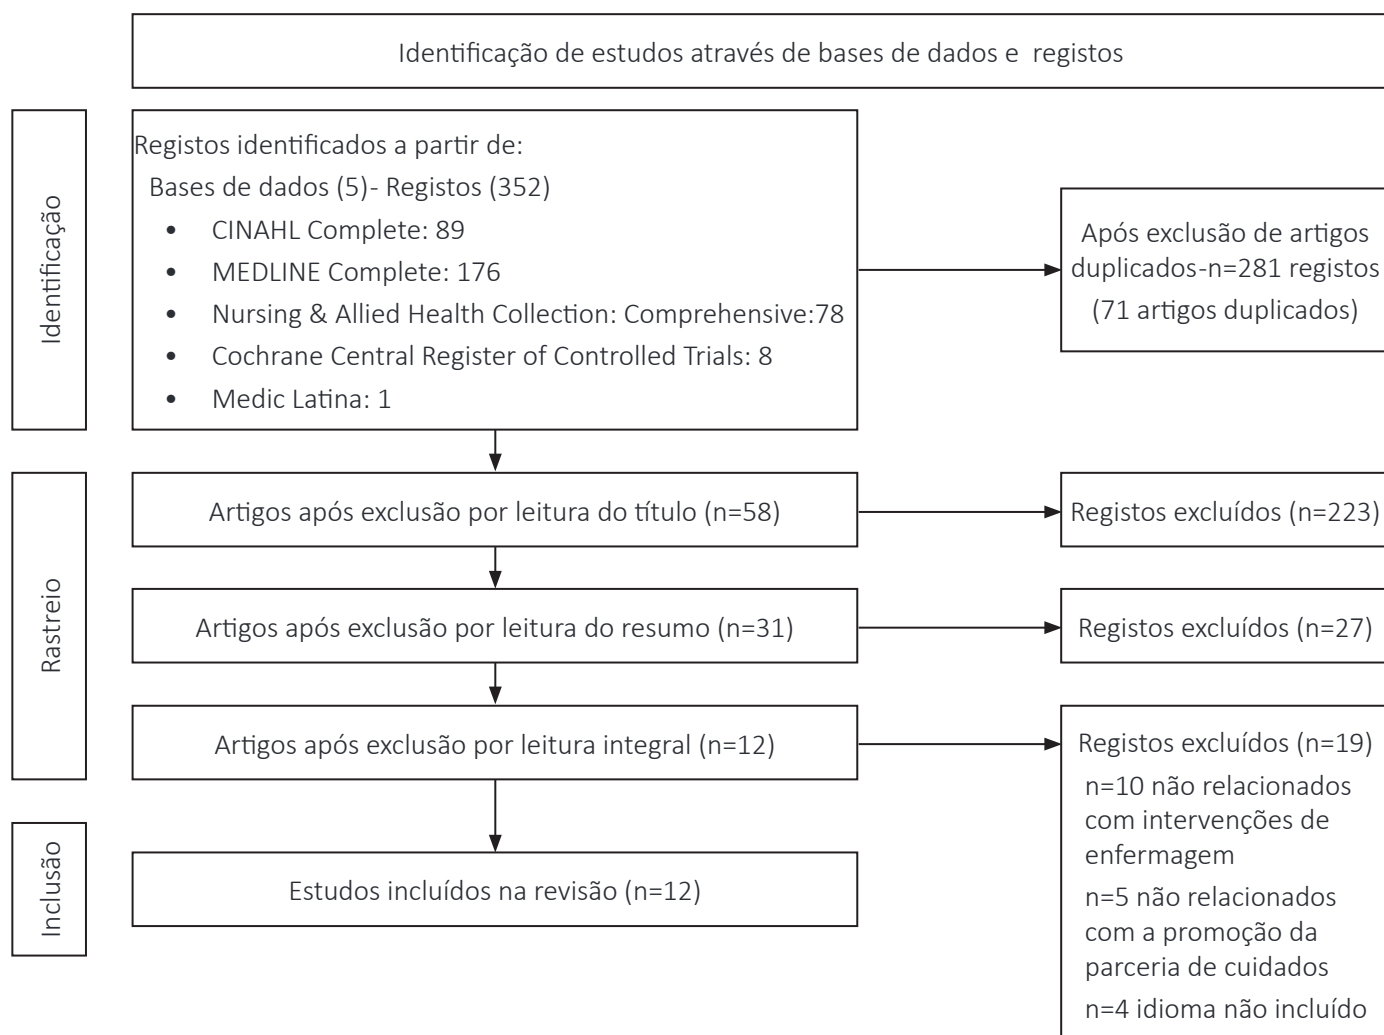 Identificação de estudos através de bases de dados e registos
Identificação
Registos identificados a partir de:
Bases de dados (5)- Registos (352)
• CINAHL Complete: 89
• MEDLINE Complete: 176
• Nursing & Allied Health Collection: Comprehensive:78
• Cochrane Central Register of Controlled Trials: 8
• Medic Latina: 1
Após exclusão de artigos
duplicados-n=281 registos
(71 artigos duplicados)
Rastreio
Artigos após exclusão por leitura do título (n=58)
Registos excluídos (n=223)
Artigos após exclusão por leitura do resumo (n=31)
Registos excluídos (n=27)
Artigos após exclusão por leitura integral (n=12)
Registos excluídos (n=19)
n=10 não relacionados
com intervenções de
enfermagem
n=5 não relacionados
com a promoção da
parceria de cuidados
n=4 idioma não incluído
Inclusão
Estudos incluídos na revisão (n=12)